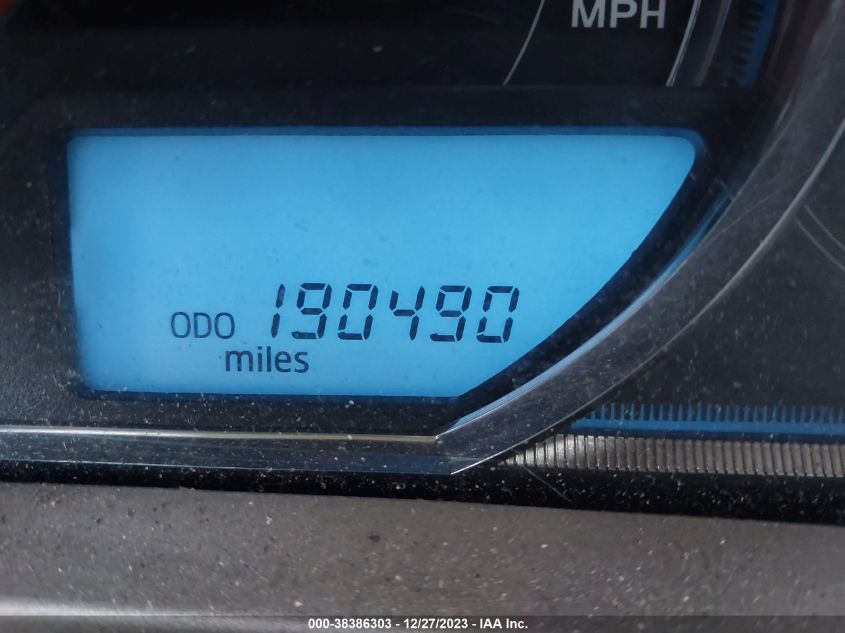 MPH
ODO 190490
miles
000-38386303 - 12/27/2023 - IAA Inc.